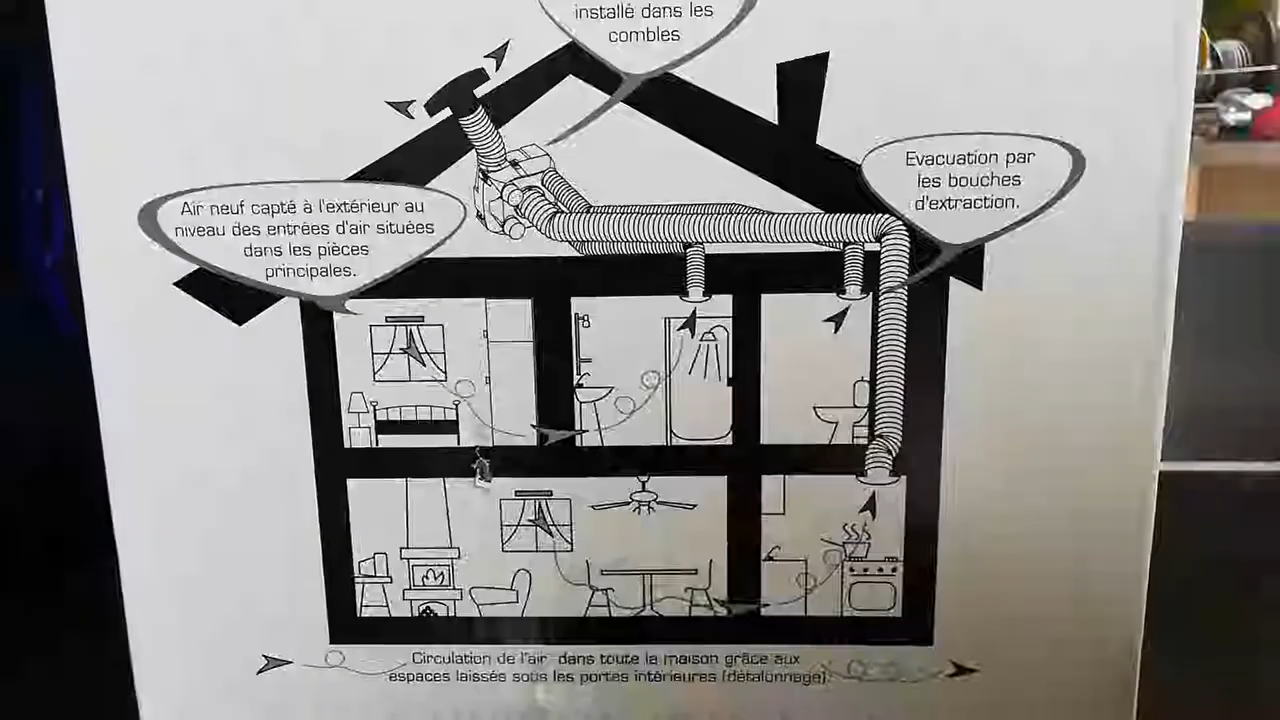 installé dans les
combles
Evacuation par
les bouches
d'extraction.
Air neuf capté à l'extérieur au
niveau des entrées d'air situées
dans les pièces
principales.
Circulation de l'air dans toute la maison grâce aux
espaces laissés sous les portes intérieures (détalonnage).